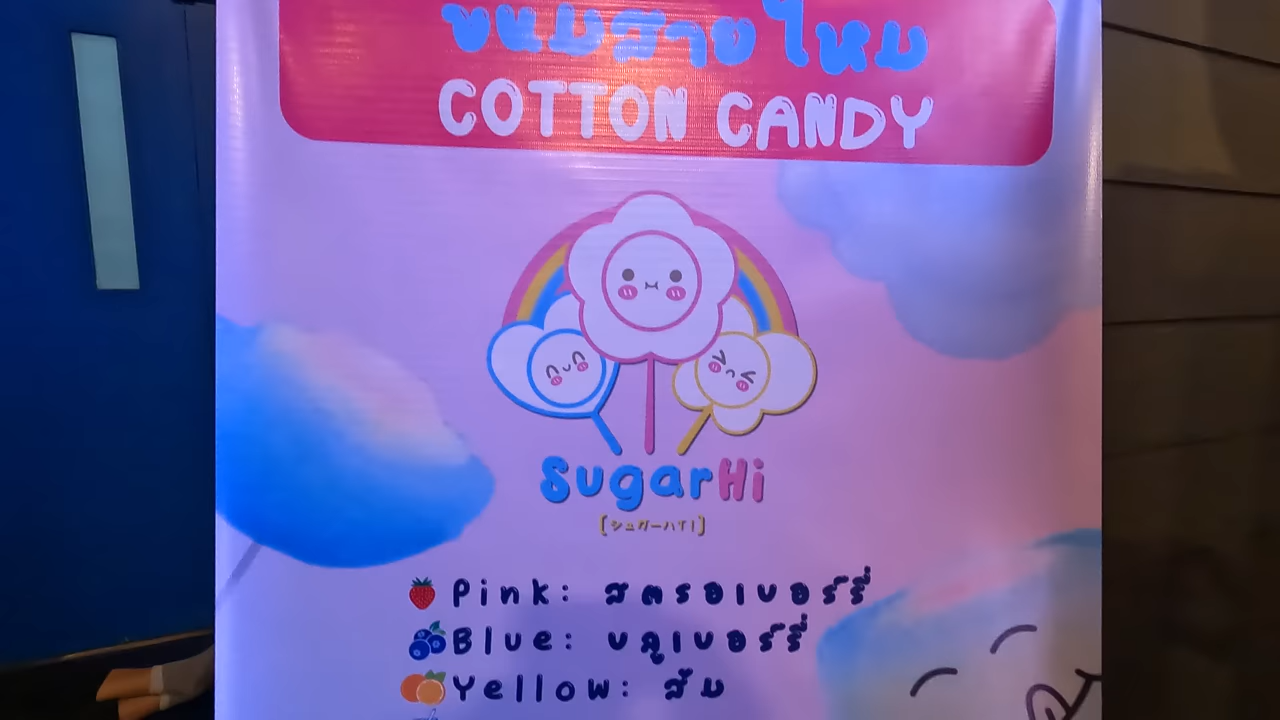 ขนมสายไหม
COTTON CANDY
SugarHi
[シュガーハイ!]
Pink: สตรอเบอร์รี่
Blue: บลูเบอร์รี่
Yellow: ส้ม